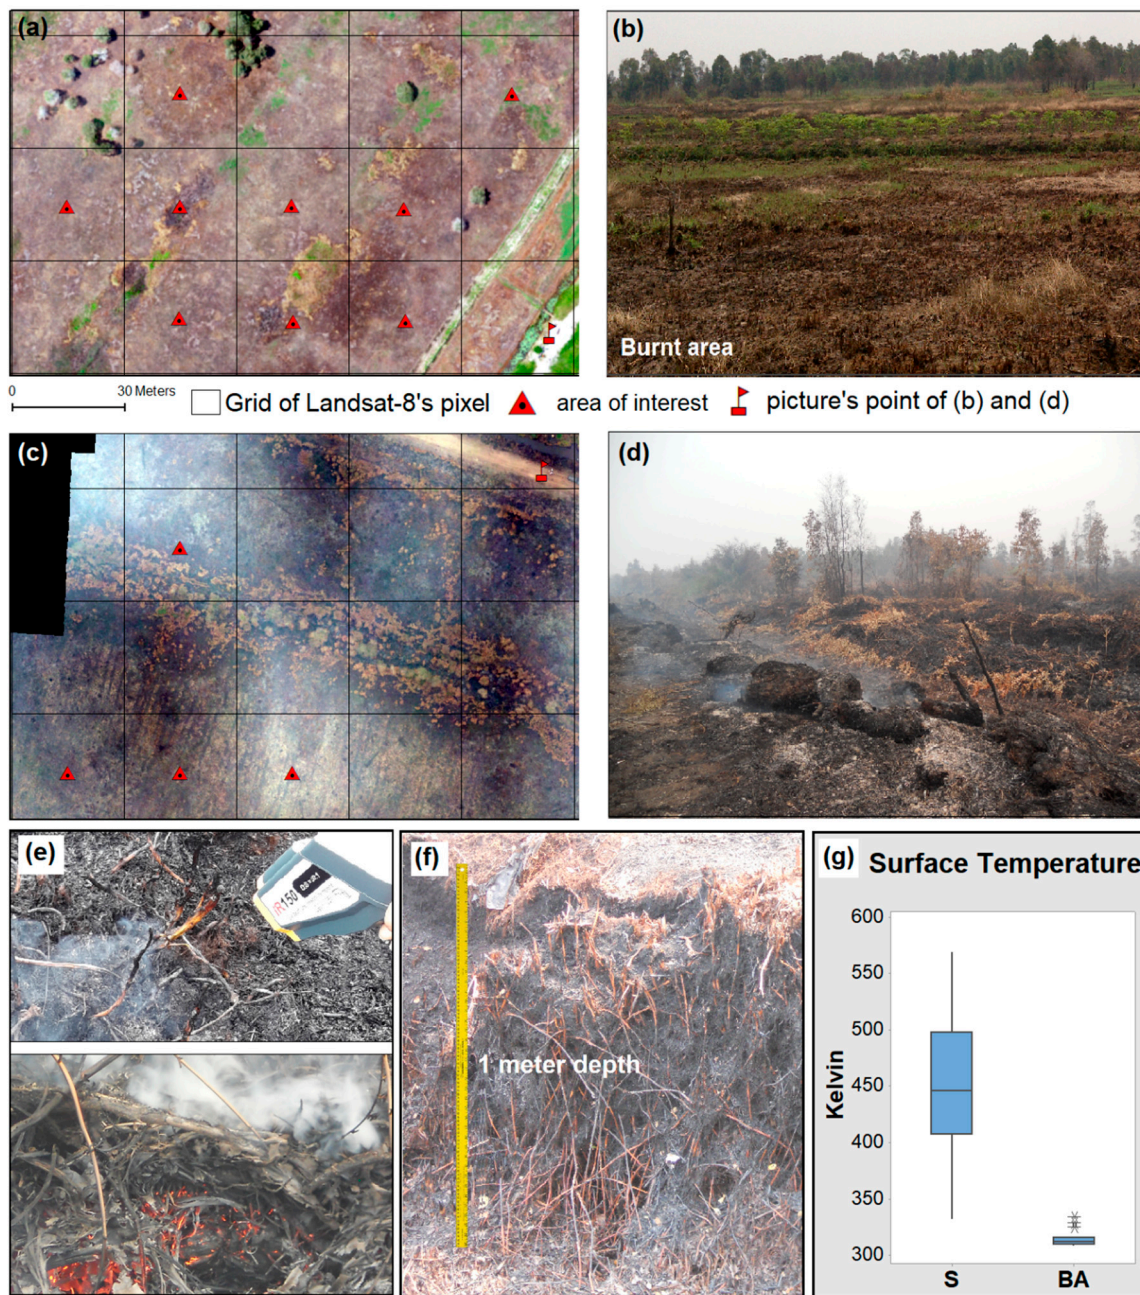 (a)
(b)
Burnt area
0 30 Meters
Grid of Landsat-8's pixel
area of interest
picture's point of (b) and (d)
(c)
(d)
(e)
IR150
(f)
1 meter depth
(g)
Surface Temperature
Kelvin
600
550
500
450
400
350
300
S
BA